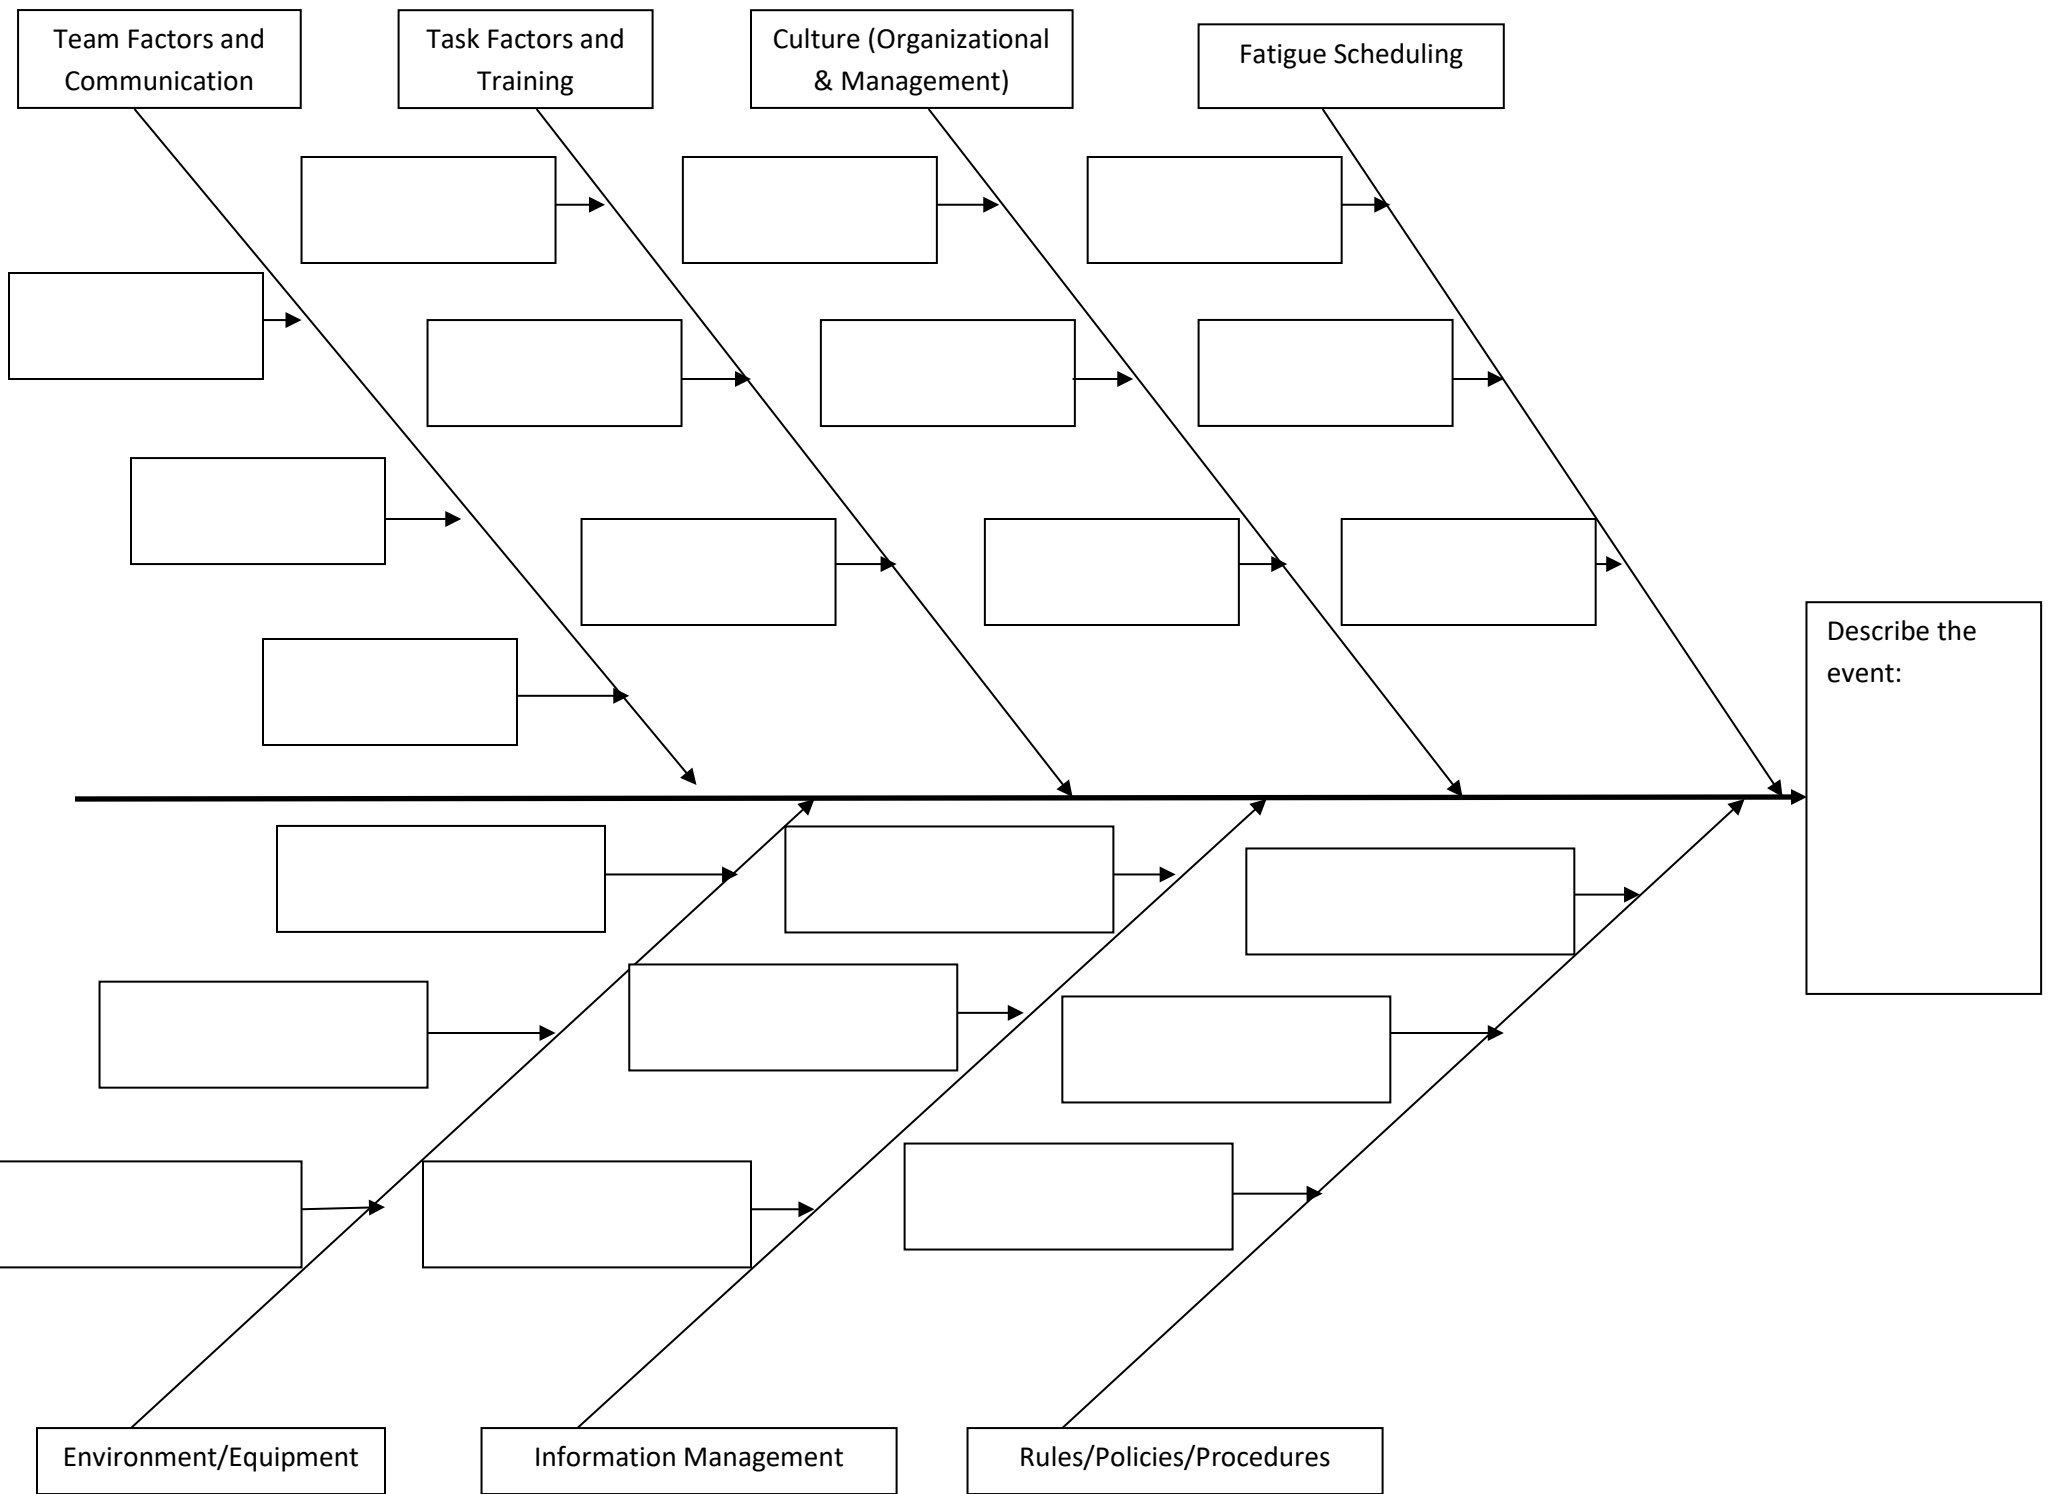 Team Factors and
Communication
Task Factors and
Training
Culture (Organizational
& Management)
Fatigue Scheduling
Describe the
event:
Environment/Equipment
Information Management
Rules/Policies/Procedures